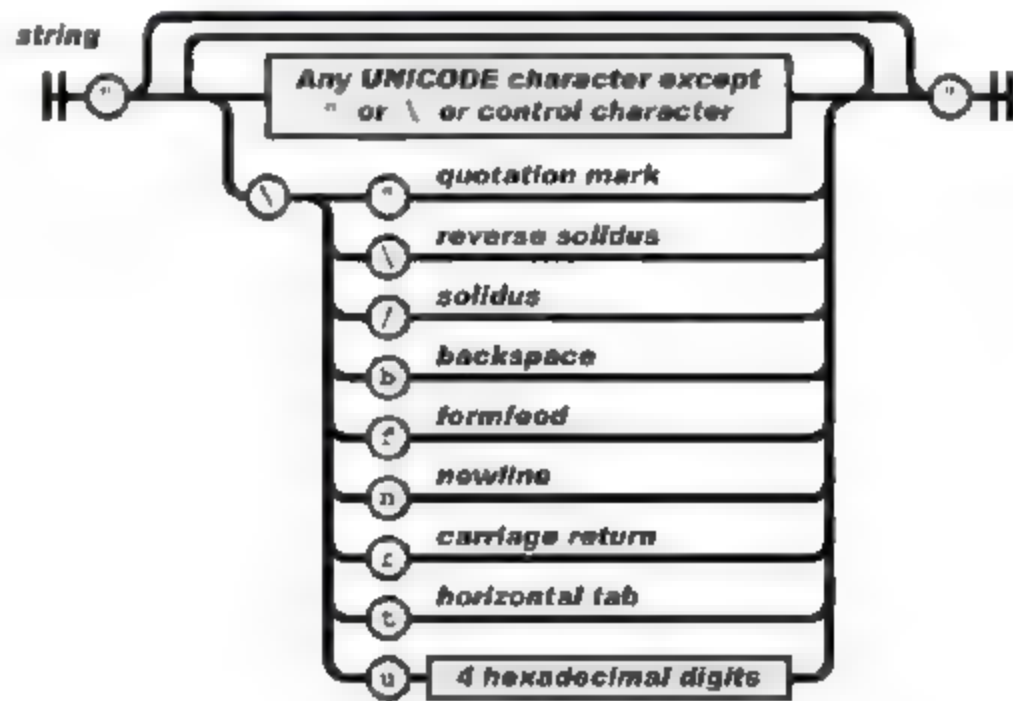 string
" Any UNICODE character except "
" or \ or control character
\ " quotation mark
\ reverse solidus
/ solidus
b backspace
f formfeed
n newline
r carriage return
t horizontal tab
u 4 hexadecimal digits